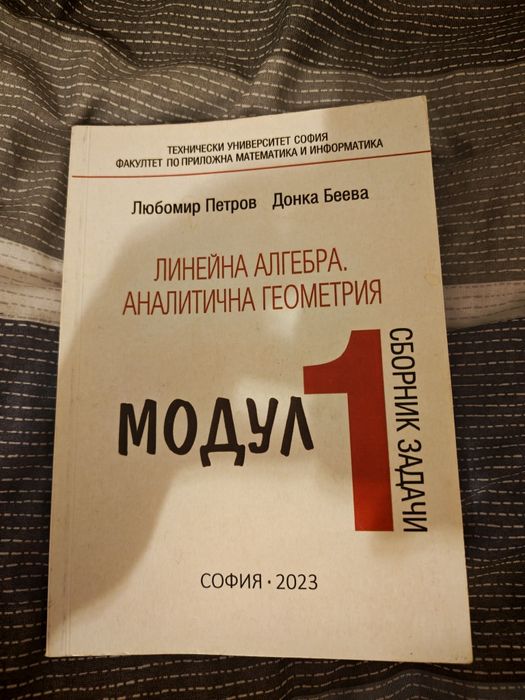 ТЕХНИЧЕСКИ УНИВЕРСИТЕТ СОФИЯ
ФАКУЛТЕТ ПО ПРИЛОЖНА МАТЕМАТИКА И ИНФОРМАТИКА
Любомир Петров Донка Беева
ЛИНЕЙНА АЛГЕБРА.
АНАЛИТИЧНА ГЕОМЕТРИЯ
МОДУЛ 1
СБОРНИК ЗАДАЧИ
СОФИЯ · 2023